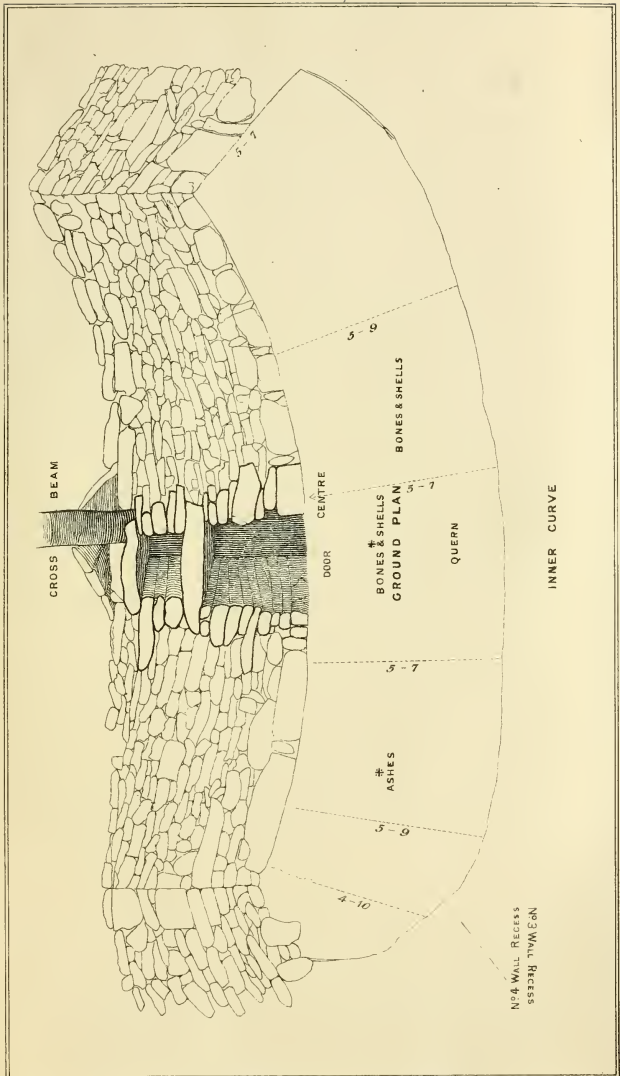 CROSS BEAM
5-7
5-9
BONES & SHELLS
5-7
DOOR CENTRE
BONES & SHELLS
*
GROUND PLAN
QUERN
INNER CURVE
5-7
*
ASHES
5-9
4-10
No. 4 WALL RECESS
No. 3 WALL RECESS